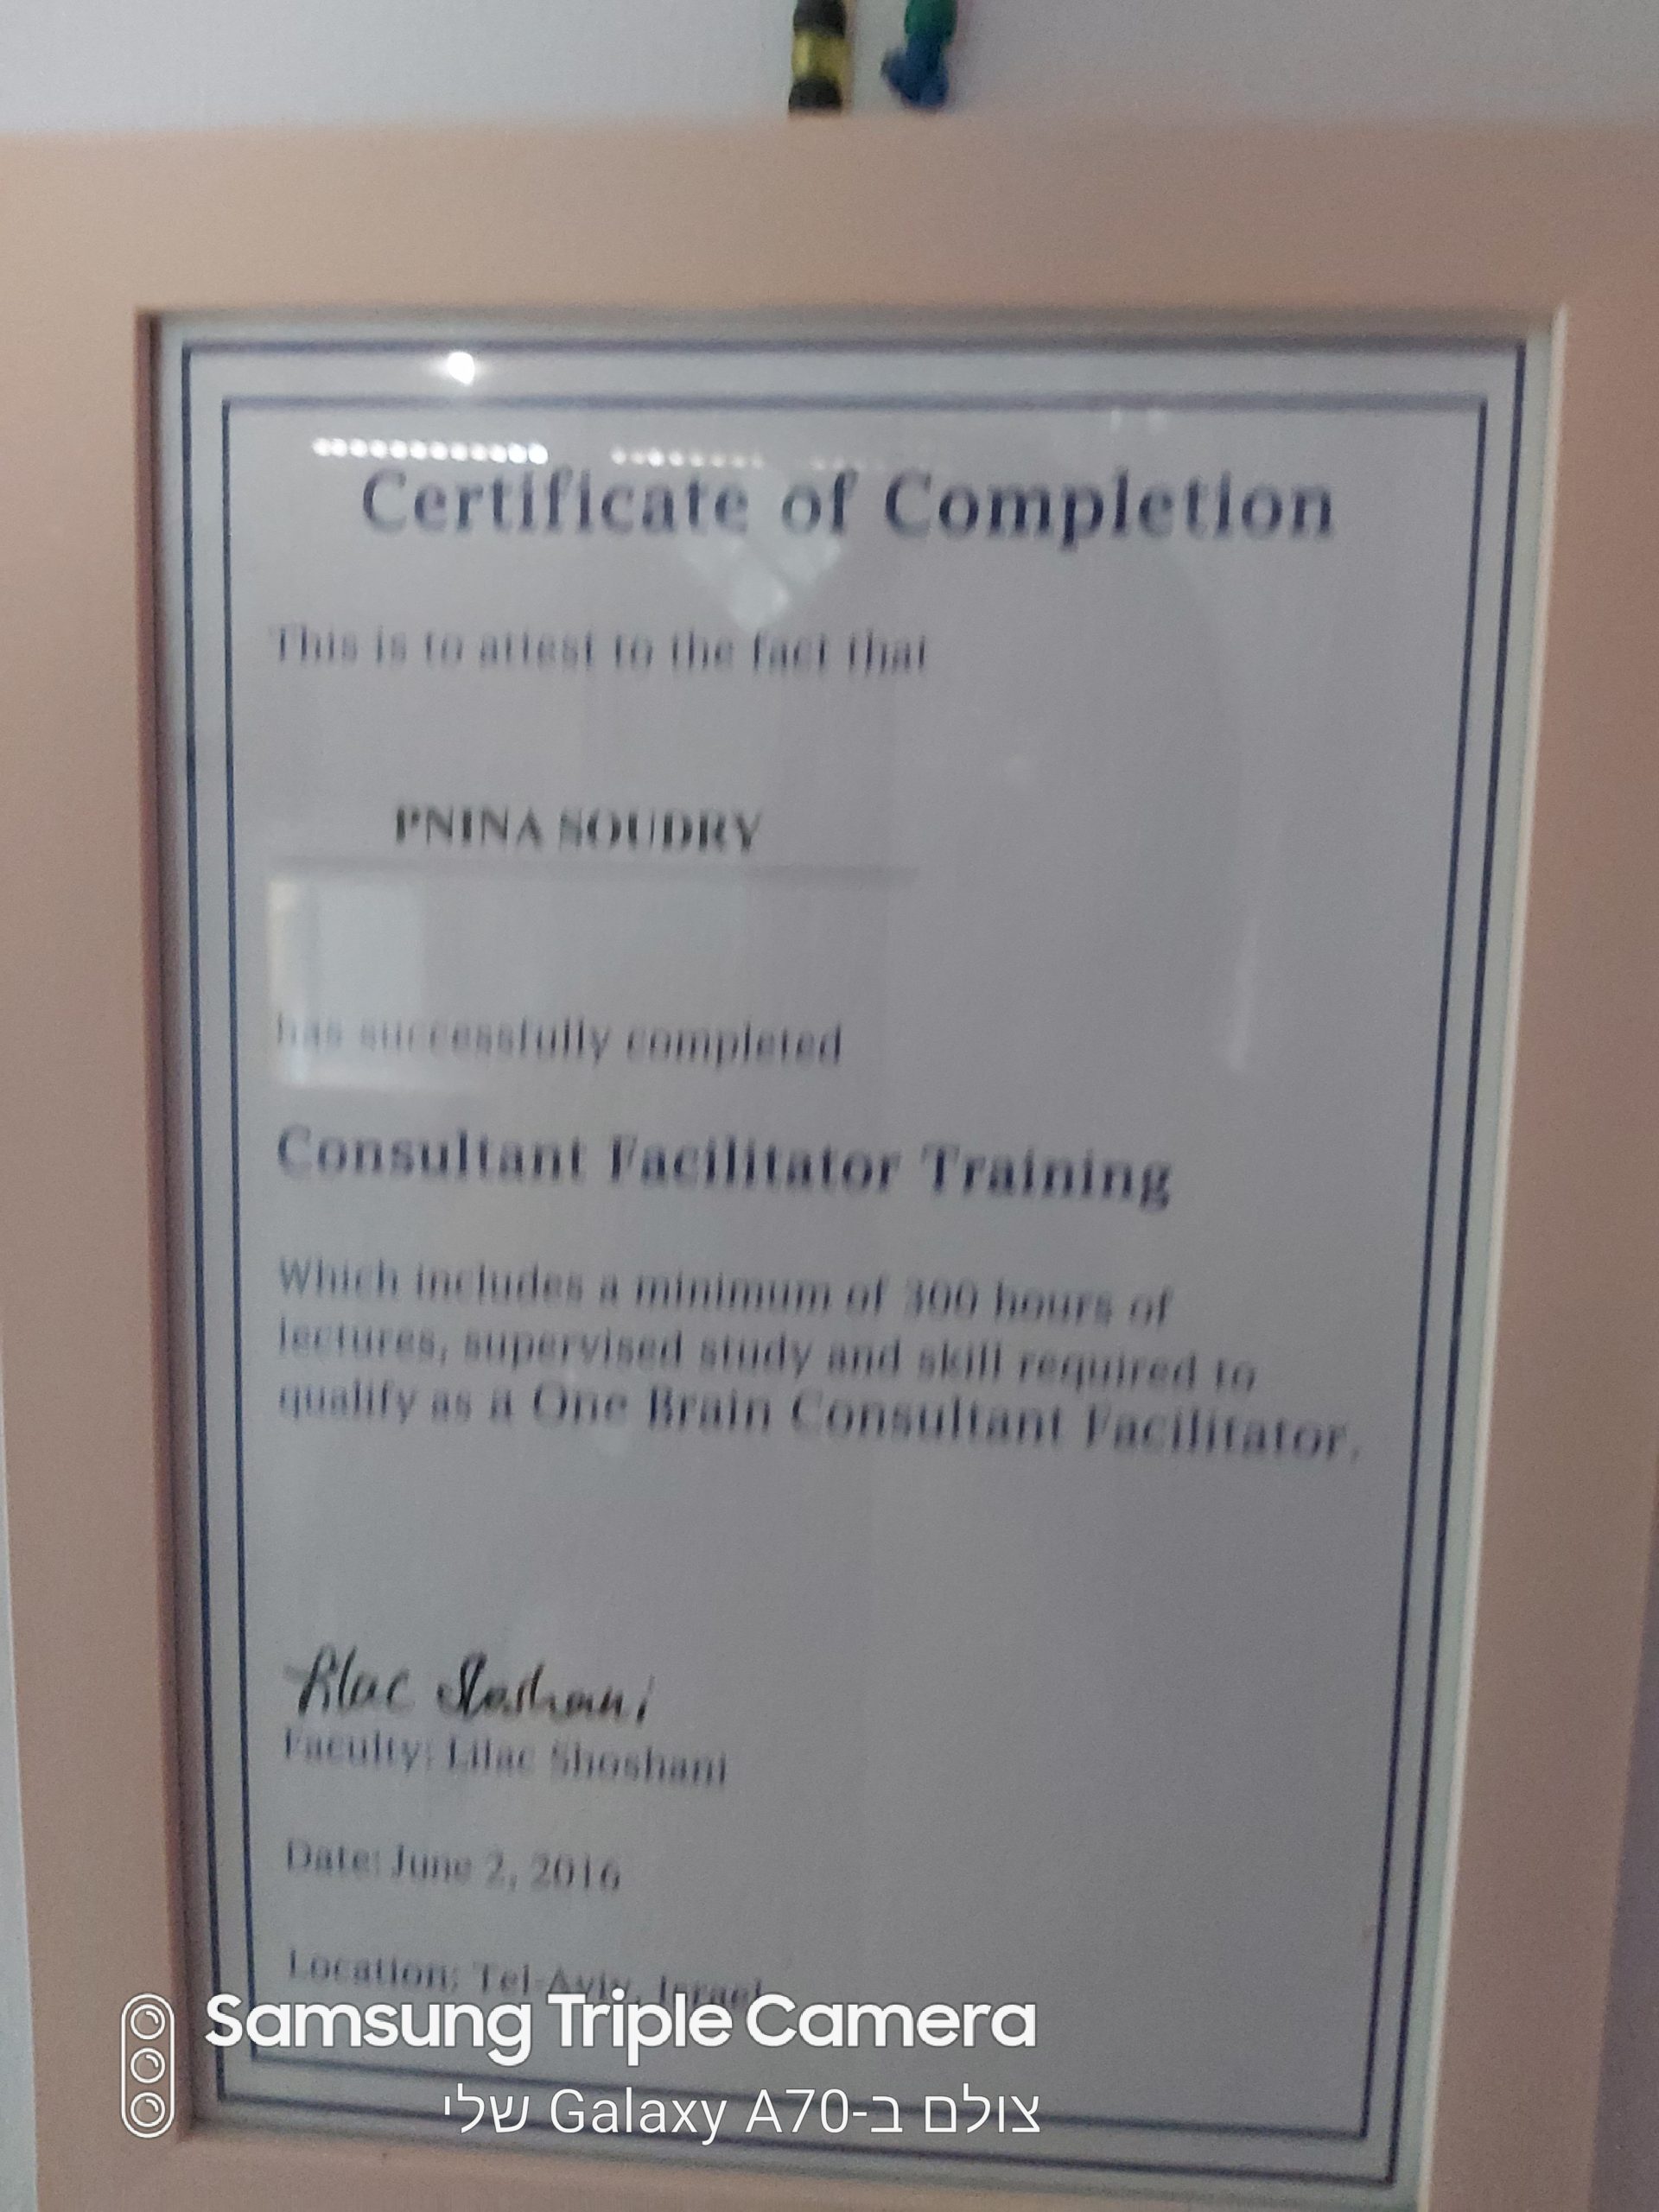 Certificate of Completion
This is to attest to the fact that
PNINA SOUDRY
has successfully completed
Consultant Facilitator Training
Which includes a minimum of 300 hours of
lectures, supervised study and skill required to
qualify as a One Brain Consultant Facilitator.
Lilac Shoshani
Faculty: Lilac Shoshani
Date: June 2, 2016
Location: Tel-Aviv, Israel
Samsung Triple Camera
צולם ב-Galaxy A70 שלי